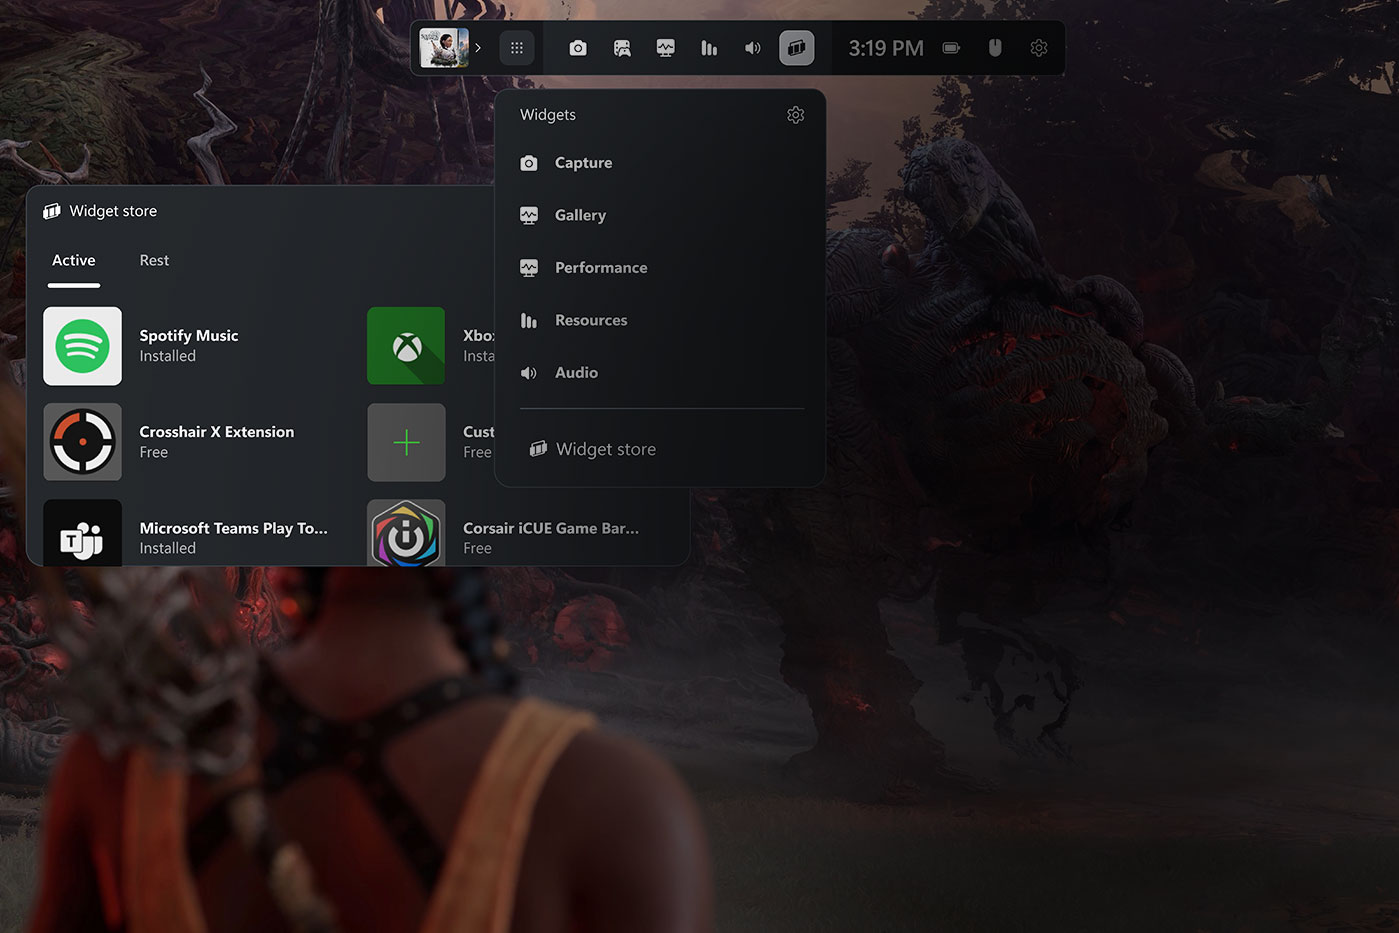 3:19 PM
Widgets
Capture
Gallery
Performance
Resources
Audio
Widget store
Widget store
Active
Rest
Spotify Music
Installed
Crosshair X Extension
Free
Free
Microsoft Teams Play To...
Installed
Corsair iCUE Game Bar...
Free